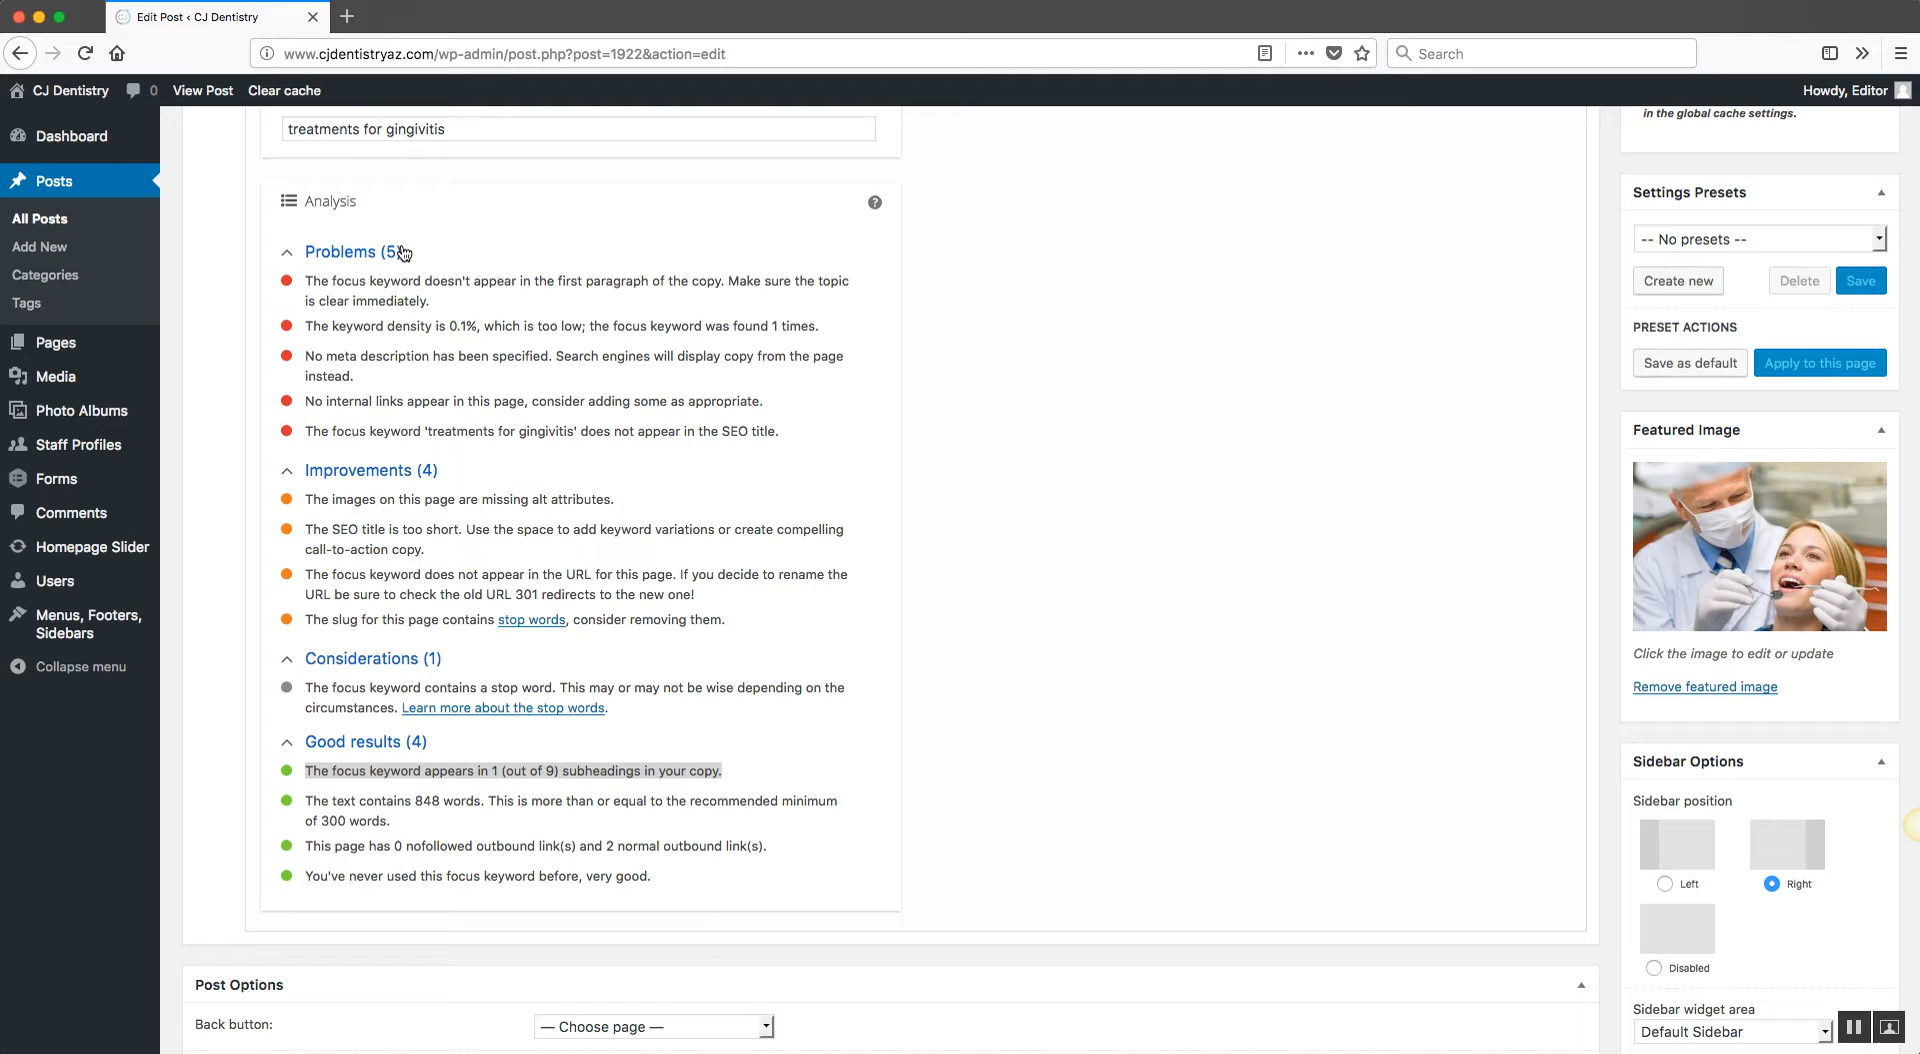 Edit Post ‹ CJ Dentistry
www.cjdentistryaz.com/wp-admin/post.php?post=1922&action=edit
Search
CJ Dentistry
0
View Post
Clear cache
Howdy, Editor
Dashboard
Posts
All Posts
Add New
Categories
Tags
Pages
Media
Photo Albums
Staff Profiles
Forms
Comments
Homepage Slider
Users
Menus, Footers,
Sidebars
Collapse menu
treatments for gingivitis
Analysis
?
Problems (5)
The focus keyword doesn't appear in the first paragraph of the copy. Make sure the topic
is clear immediately.
The keyword density is 0.1%, which is too low; the focus keyword was found 1 times.
No meta description has been specified. Search engines will display copy from the page
instead.
No internal links appear in this page, consider adding some as appropriate.
The focus keyword 'treatments for gingivitis' does not appear in the SEO title.
Improvements (4)
The images on this page are missing alt attributes.
The SEO title is too short. Use the space to add keyword variations or create compelling
call-to-action copy.
The focus keyword does not appear in the URL for this page. If you decide to rename the
URL be sure to check the old URL 301 redirects to the new one!
The slug for this page contains stop words, consider removing them.
Considerations (1)
The focus keyword contains a stop word. This may or may not be wise depending on the
circumstances. Learn more about the stop words.
Good results (4)
The focus keyword appears in 1 (out of 9) subheadings in your copy.
The text contains 848 words. This is more than or equal to the recommended minimum
of 300 words.
This page has 0 nofollowed outbound link(s) and 2 normal outbound link(s).
You've never used this focus keyword before, very good.
Post Options
Back button:
— Choose page —
in the global cache settings.
Settings Presets
-- No presets --
Create new
Delete
Save
PRESET ACTIONS
Save as default
Apply to this page
Featured Image
Click the image to edit or update
Remove featured image
Sidebar Options
Sidebar position
Left
Right
Disabled
Sidebar widget area
Default Sidebar